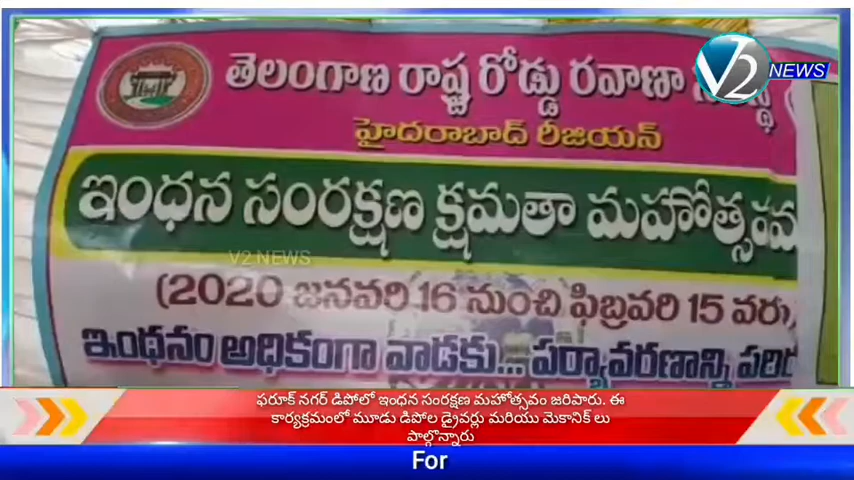 తెలంగాణ రాష్ట్ర రోడ్డు రవాణా సంస్థ
హైదరాబాద్ రీజియన్
ఇంధన సంరక్షణ క్షమతా మహోత్సవ
(2020 జనవరి 16 నుంచి ఫిబ్రవరి 15 వరకు
ఇంధనం అధికంగా వాడకు... పర్యావరణాన్ని
V2 NEWS
V2 NEWS
ఫరూక్ నగర్ డిపోలో ఇంధన సంరక్షణ మహోత్సవం జరిపారు. ఈ
కార్యక్రమంలో మూడు డిపోల డ్రైవర్లు మరియు మెకానిక్ లు
పాల్గొన్నారు
For